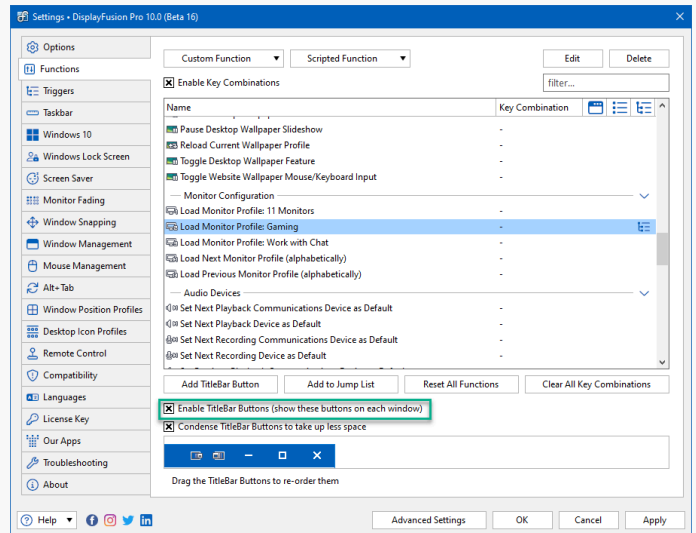 Settings • DisplayFusion Pro 10.0 (Beta 16)
Options
Functions
Triggers
Taskbar
Windows 10
Windows Lock Screen
Screen Saver
Monitor Fading
Window Snapping
Window Management
Mouse Management
Alt+Tab
Window Position Profiles
Desktop Icon Profiles
Remote Control
Compatibility
Languages
License Key
Our Apps
Troubleshooting
About
Custom Function ▼ Scripted Function ▼ Edit Delete
Enable Key Combinations filter...
Name Key Combination
Pause Desktop Wallpaper Slideshow -
Reload Current Wallpaper Profile -
Toggle Desktop Wallpaper Feature -
Toggle Website Wallpaper Mouse/Keyboard Input -
Monitor Configuration
Load Monitor Profile: 11 Monitors -
Load Monitor Profile: Gaming -
Load Monitor Profile: Work with Chat -
Load Next Monitor Profile (alphabetically) -
Load Previous Monitor Profile (alphabetically) -
Audio Devices
Set Next Playback Communications Device as Default -
Set Next Playback Device as Default -
Set Next Recording Communications Device as Default -
Set Next Recording Device as Default -
Add TitleBar Button Add to Jump List Reset All Functions Clear All Key Combinations
Enable TitleBar Buttons (show these buttons on each window)
Condense TitleBar Buttons to take up less space
Drag the TitleBar Buttons to re-order them
Help ▼ Advanced Settings OK Cancel Apply